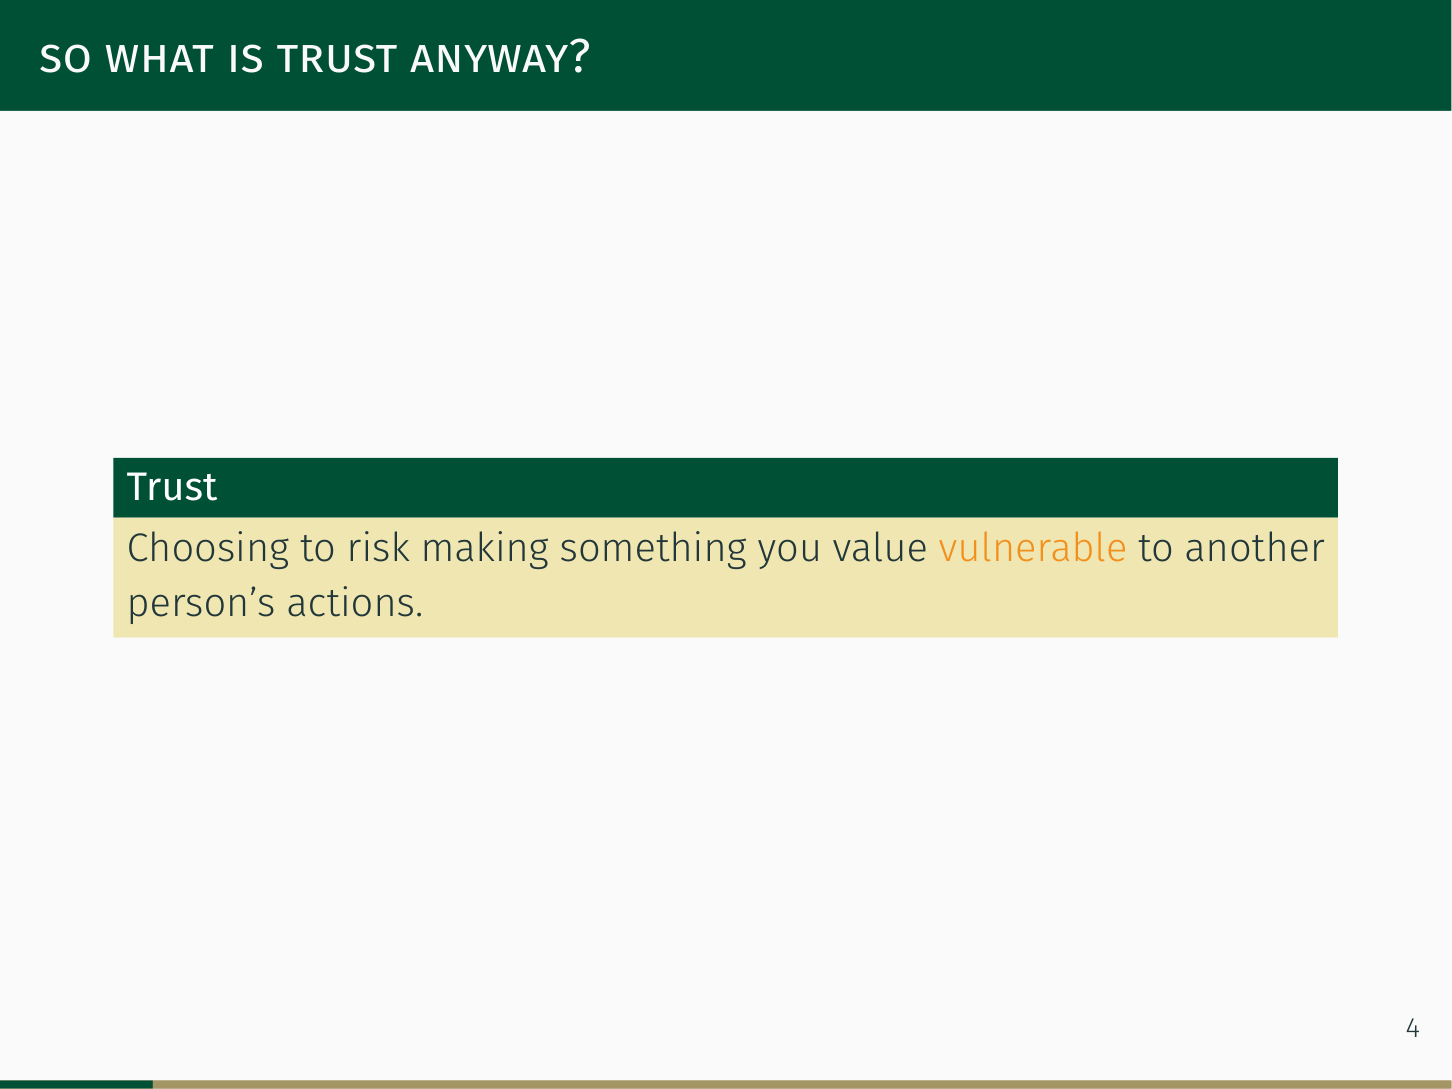 SO WHAT IS TRUST ANYWAY?
Trust
Choosing to risk making something you value vulnerable to another
person’s actions.
4